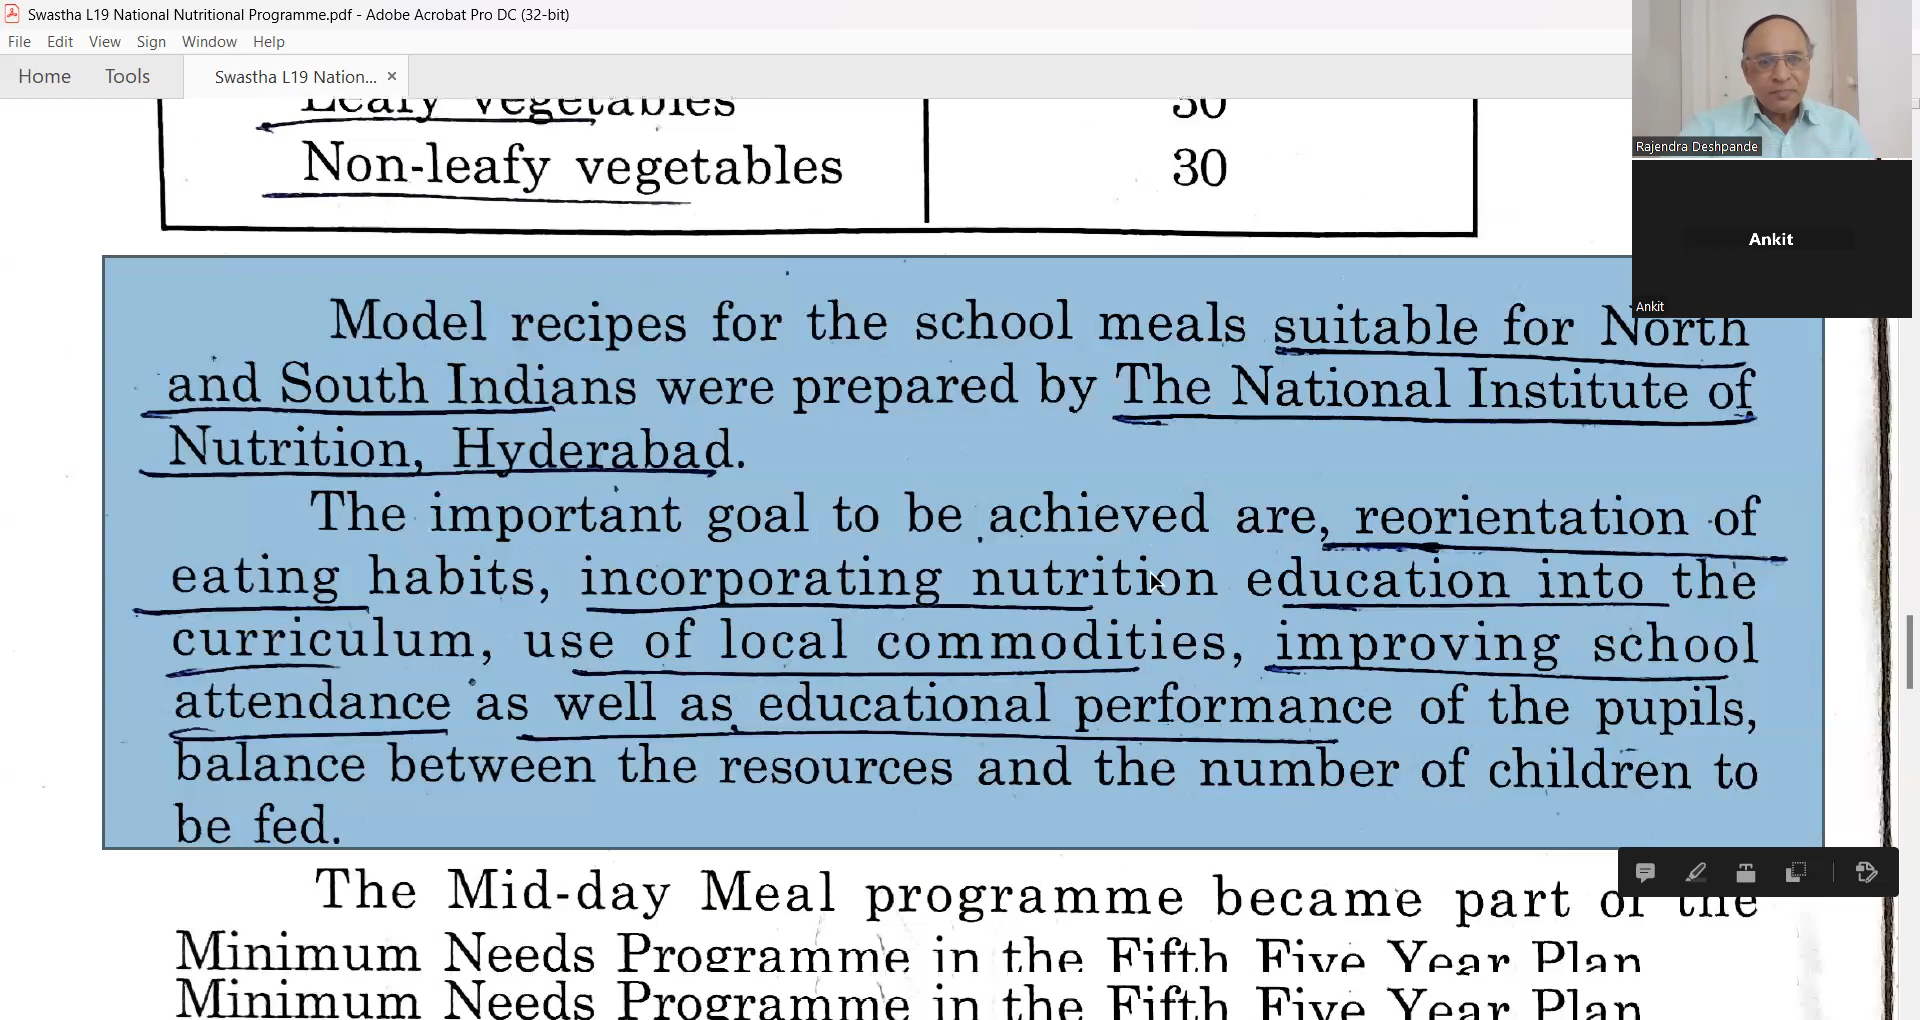 Swastha L19 National Nutritional Programme.pdf - Adobe Acrobat Pro DC (32-bit)
File Edit View Sign Window Help
Home Tools Swastha L19 Nation... ×
Rajendra Deshpande
Ankit
Ankit
Leafy vegetables 30
Non-leafy vegetables 30
Model recipes for the school meals suitable for North
and South Indians were prepared by The National Institute of
Nutrition, Hyderabad.
The important goal to be achieved are, reorientation of
eating habits, incorporating nutrition education into the
curriculum, use of local commodities, improving school
attendance as well as educational performance of the pupils,
balance between the resources and the number of children to
be fed.
The Mid-day Meal programme became part of the
Minimum Needs Programme in the Fifth Five Year Plan
Minimum Needs Programme in the Fifth Five Year Plan